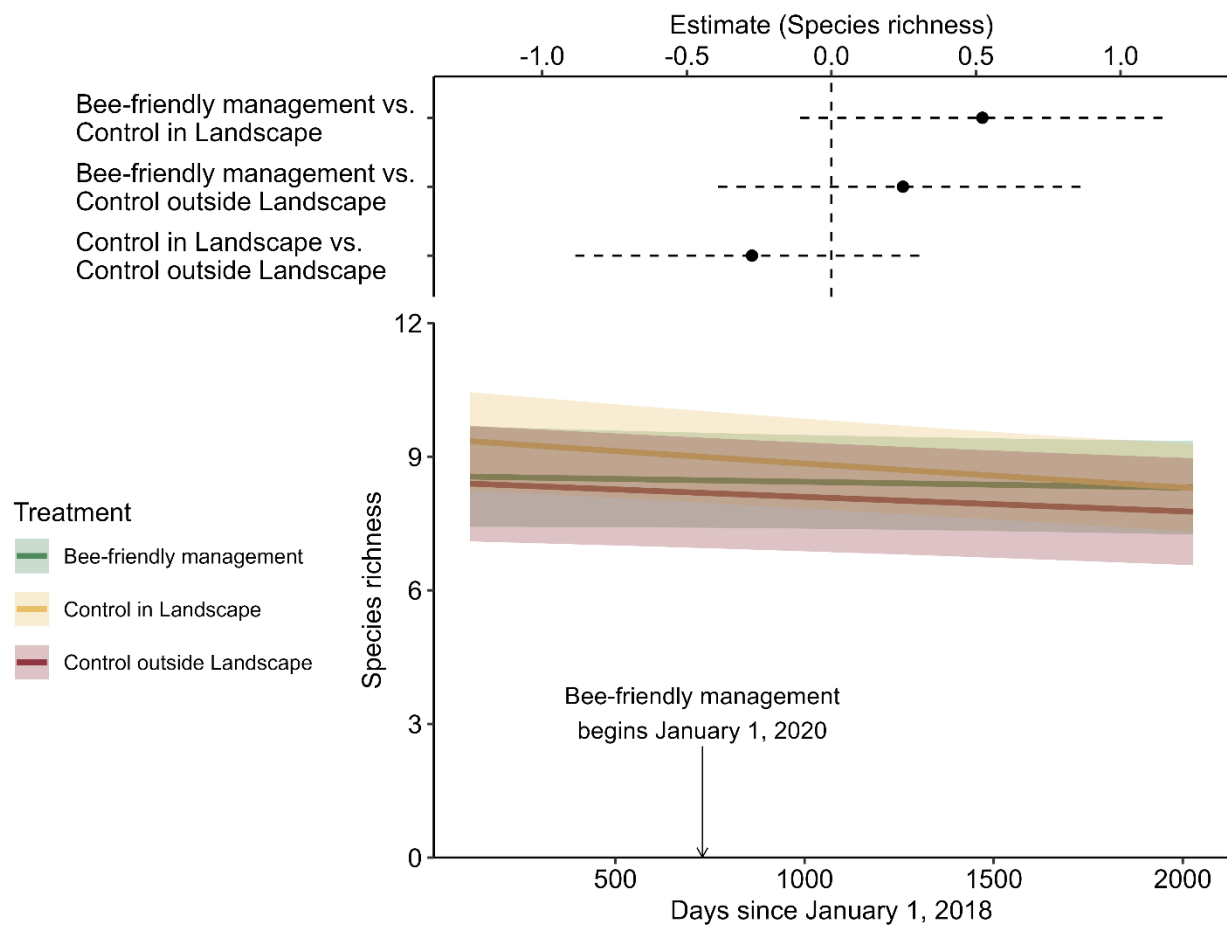 Estimate (Species richness)
-1.0 -0.5 0.0 0.5 1.0
Bee-friendly management vs.
Control in Landscape
Bee-friendly management vs.
Control outside Landscape
Control in Landscape vs.
Control outside Landscape
12
9
6
3
0
Species richness
Treatment
Bee-friendly management
Control in Landscape
Control outside Landscape
Bee-friendly management
begins January 1, 2020
500 1000 1500 2000
Days since January 1, 2018